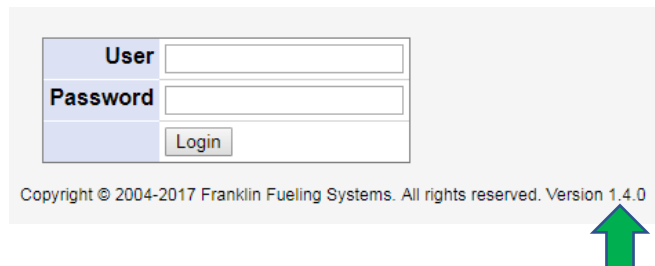 User
Password
Login
Copyright © 2004-2017 Franklin Fueling Systems. All rights reserved. Version 1.4.0